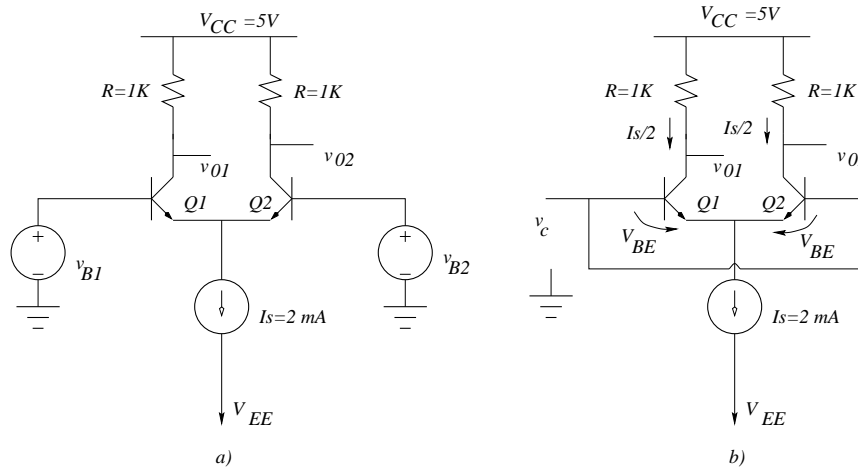 V_CC =5V
R=1K
R=1K
v_01
v_02
Q1
Q2
+
−
v_B1
+
−
v_B2
Is=2 mA
V_EE
a)
V_CC =5V
R=1K
R=1K
Is/2
Is/2
v_01
v_0
Q1
Q2
v_c
V_BE
V_BE
Is=2 mA
V_EE
b)